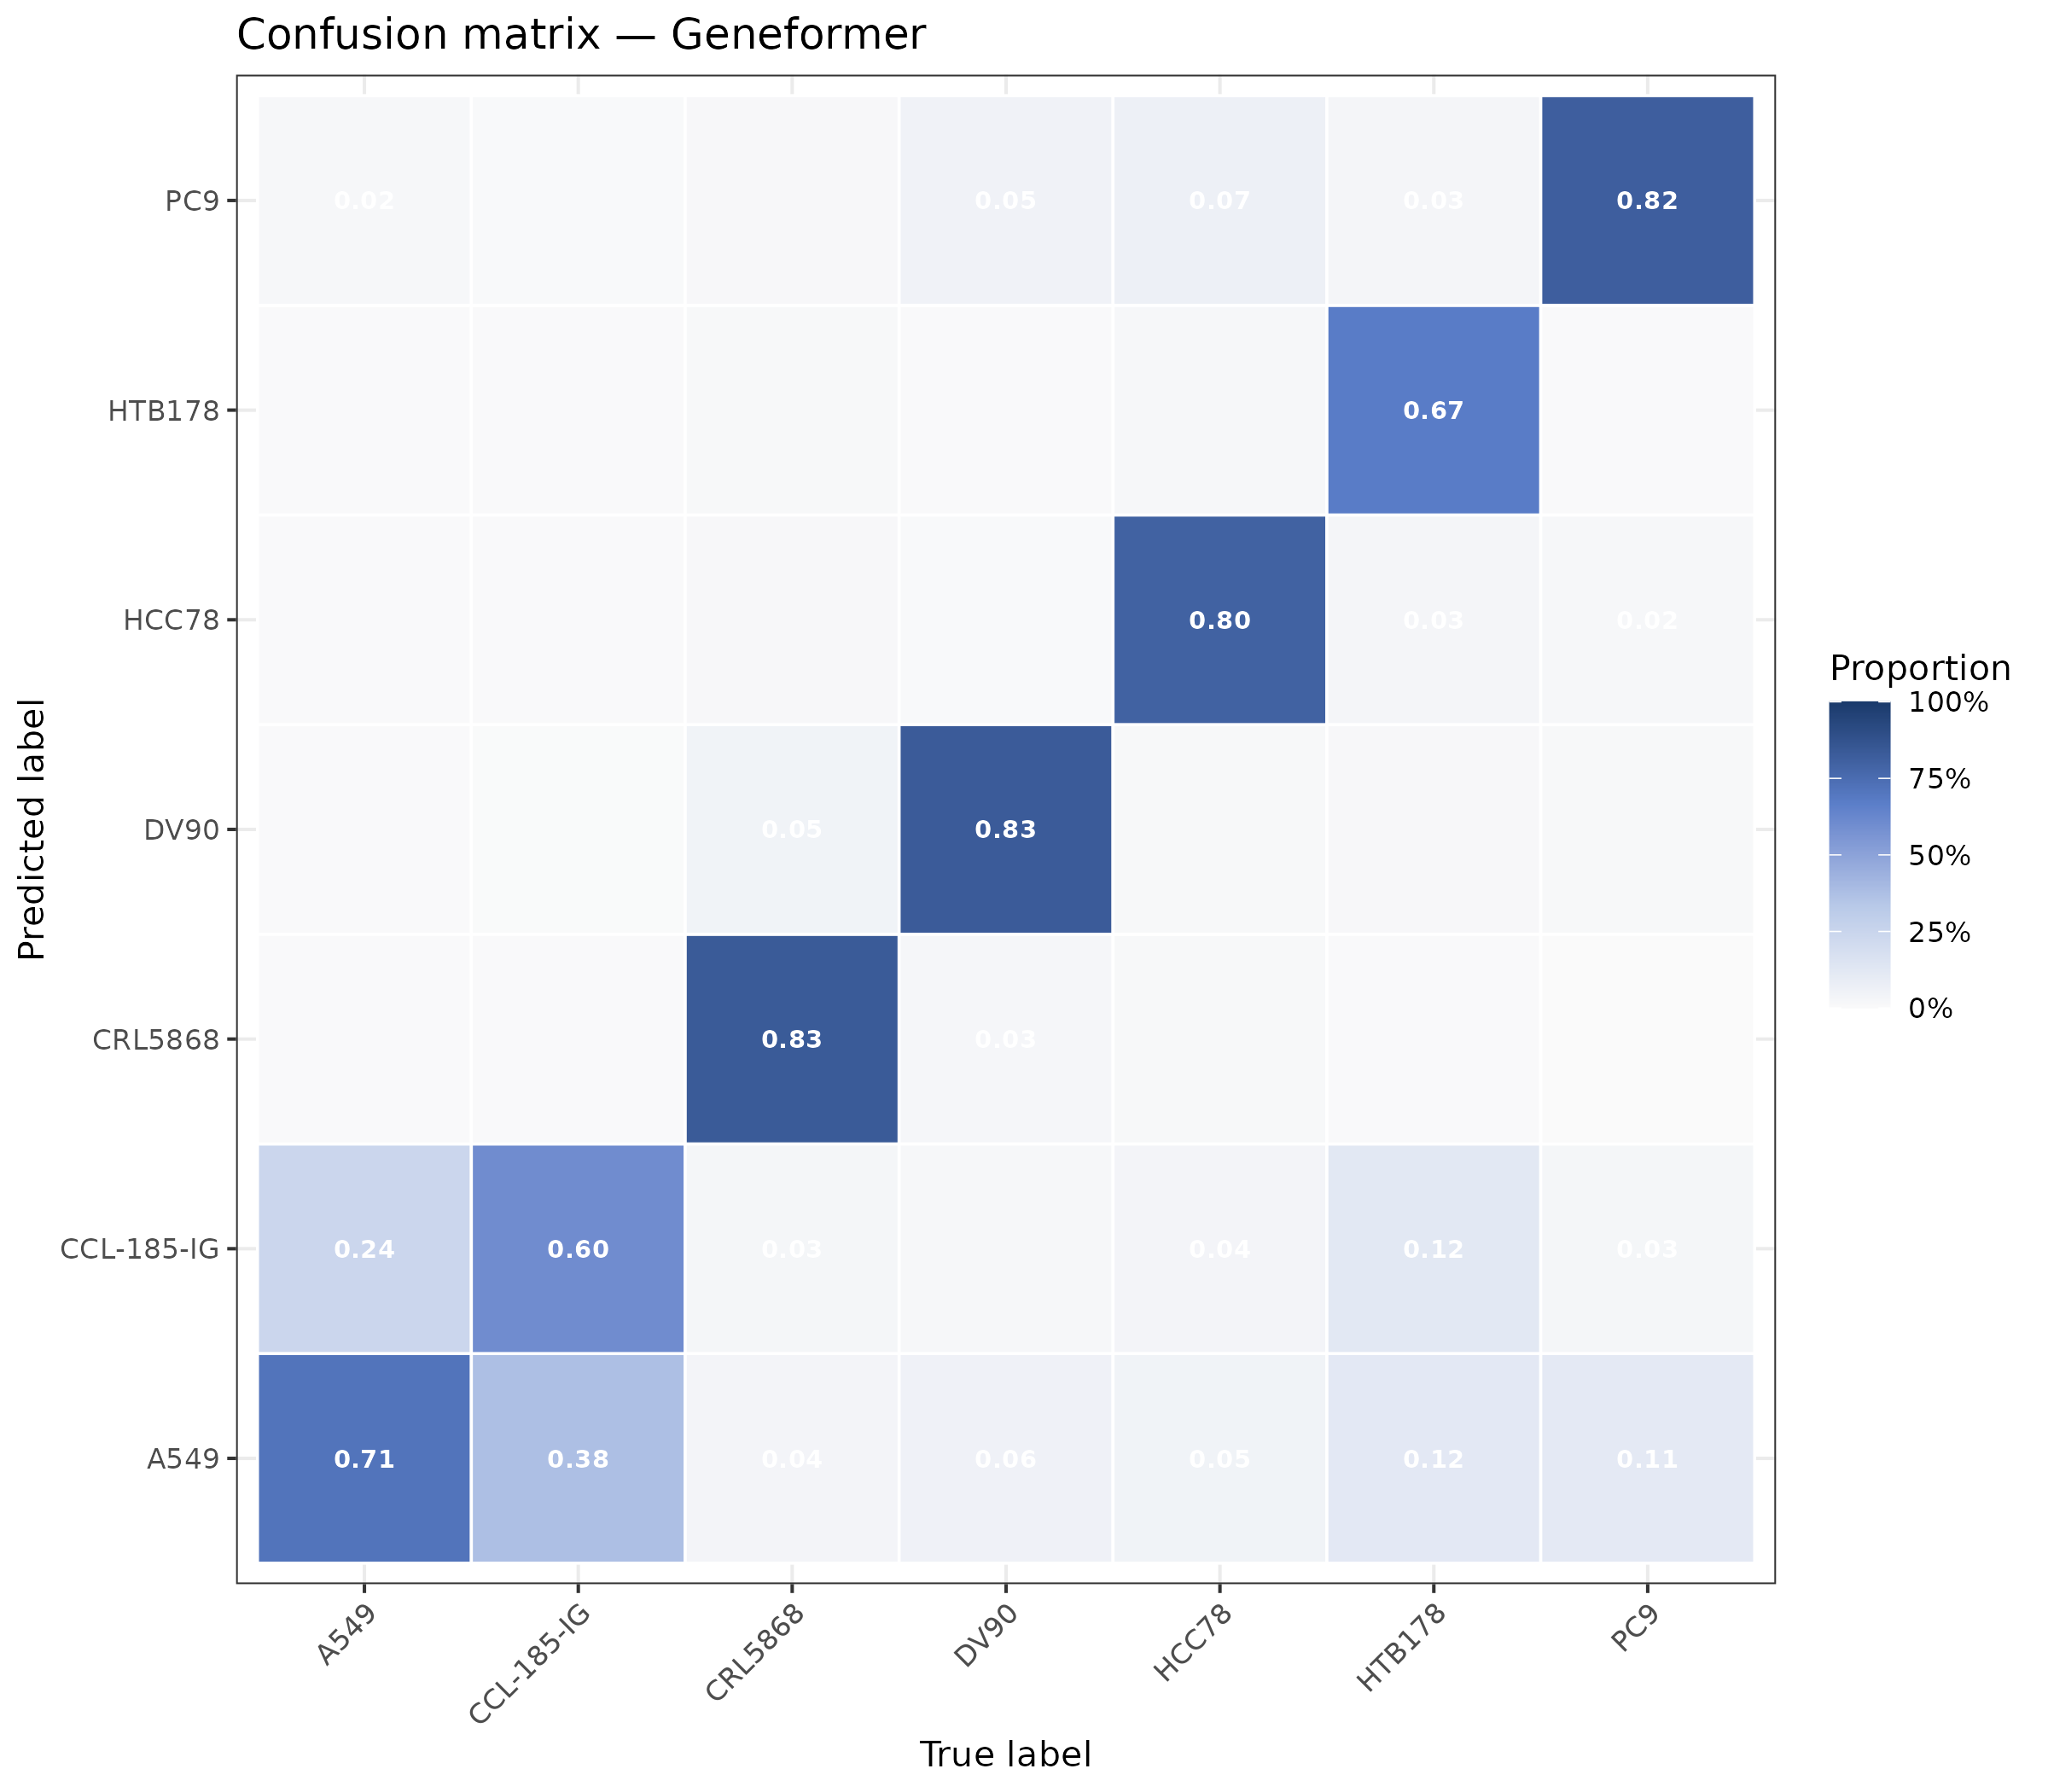 Confusion matrix — Geneformer
PC9
0.02
0.05
0.07
0.03
0.82
HTB178
0.67
HCC78
0.80
0.03
0.02
DV90
0.05
0.83
CRL5868
0.83
0.03
CCL-185-IG
0.24
0.60
0.03
0.04
0.12
0.03
A549
0.71
0.38
0.04
0.06
0.05
0.12
0.11
A549
CCL-185-IG
CRL5868
DV90
HCC78
HTB178
PC9
True label
Predicted label
Proportion
100%
75%
50%
25%
0%